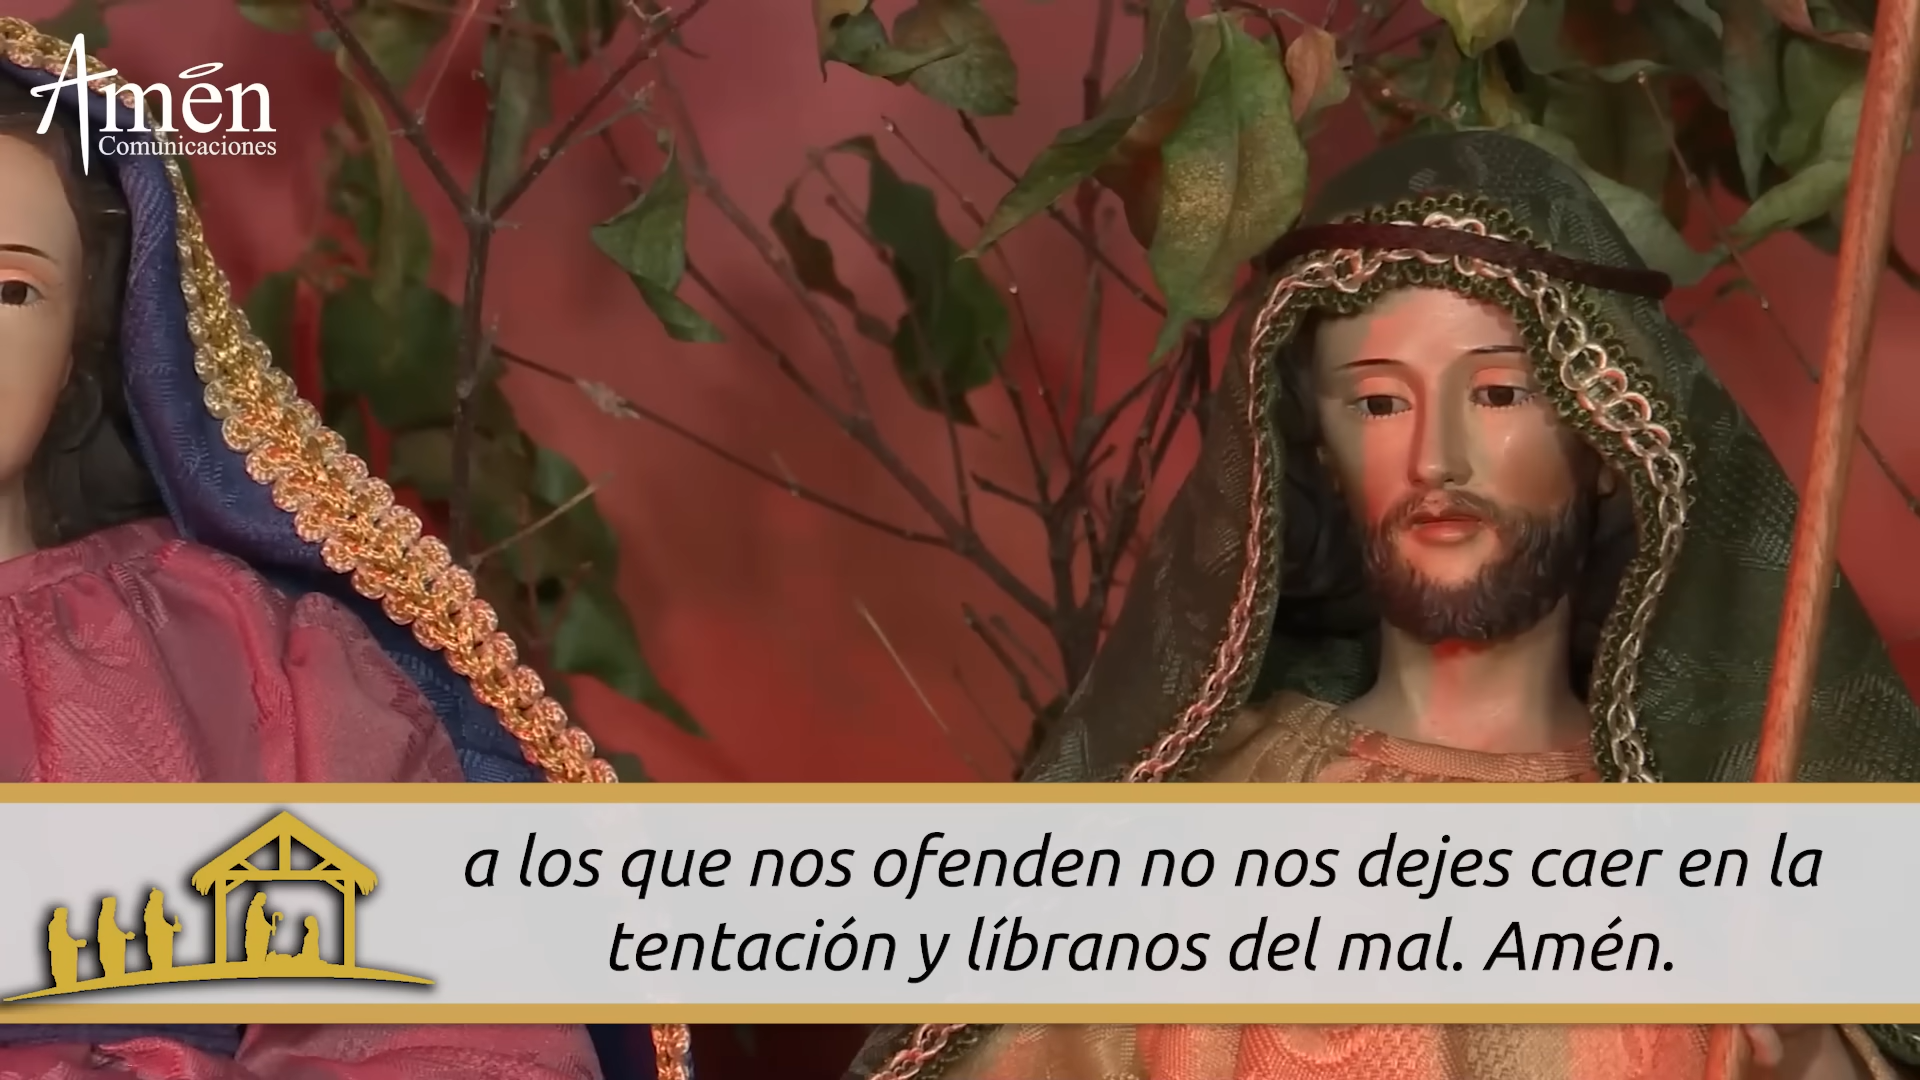 Amén
Comunicaciones
a los que nos ofenden no nos dejes caer en la
tentación y líbranos del mal. Amén.